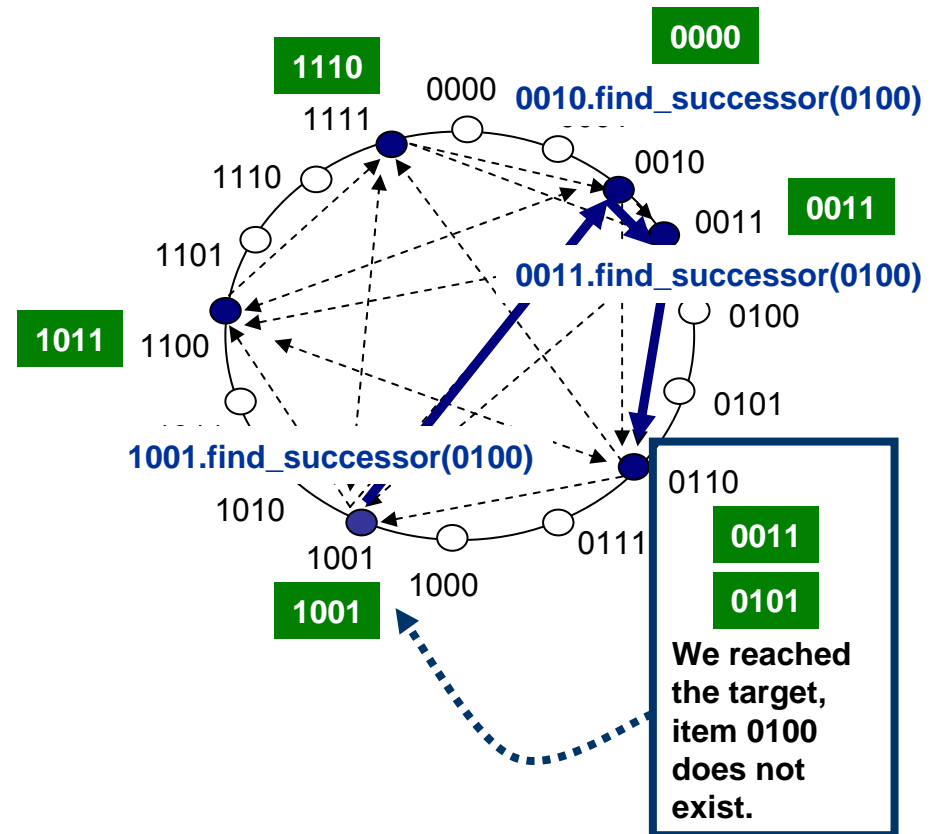 0000
1110
0000
0010.find_successor(0100)
1111
0010
1110
0011
0011
1101
0011.find_successor(0100)
0100
1011
1100
0101
1001.find_successor(0100)
0110
1010
0111
0011
1001
1000
1001
0101
We reached
the target,
item 0100
does not
exist.